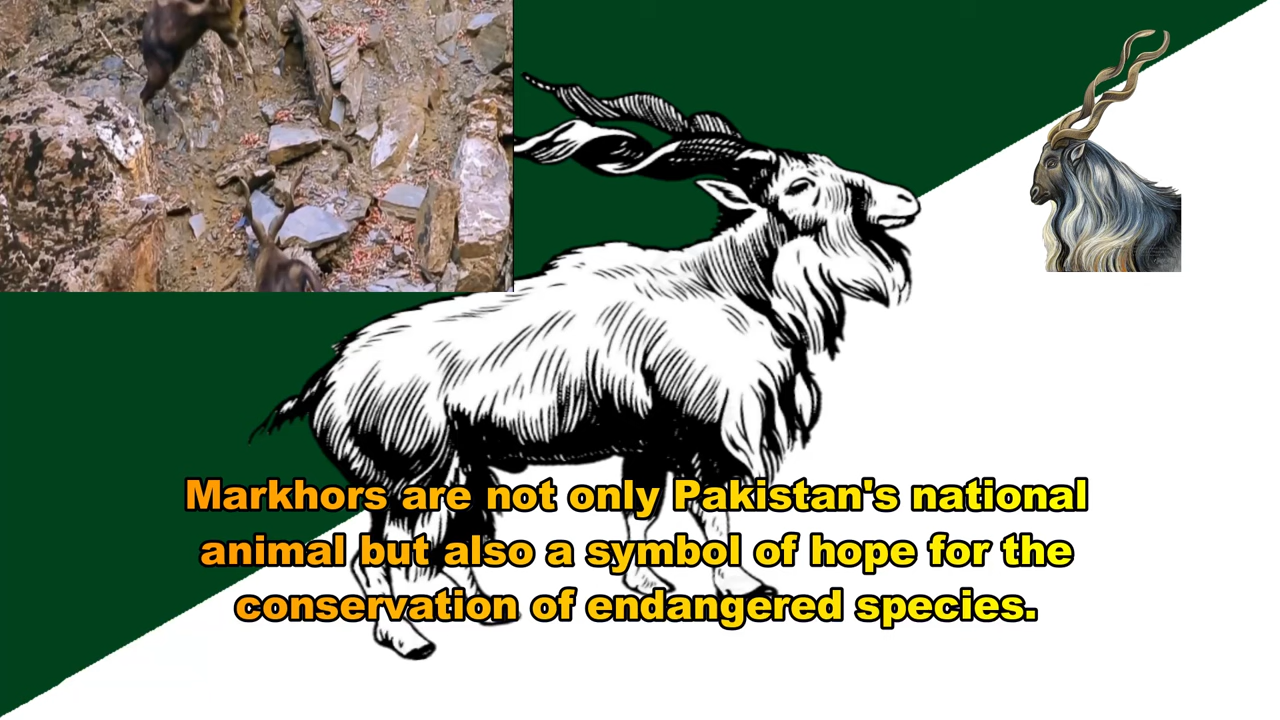 Markhors are not only Pakistan's national
animal but also a symbol of hope for the
conservation of endangered species.